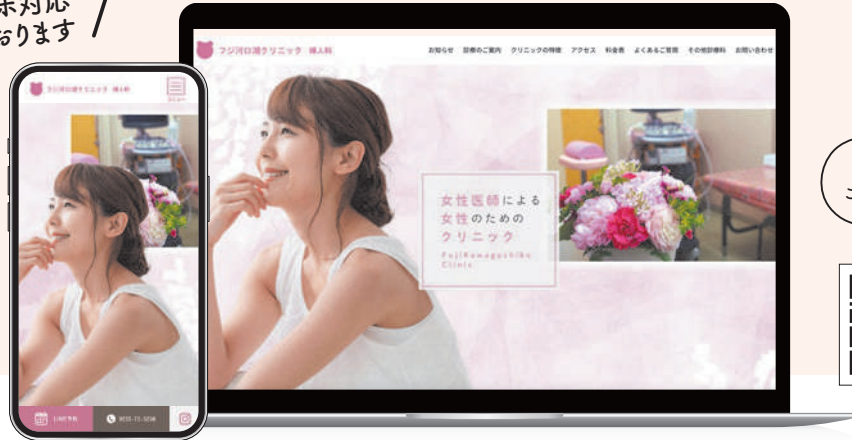 対応
おります
フジ河口湖クリニック 婦人科
お知らせ 診療のご案内 クリニックの特徴 アクセス 料金表 よくあるご質問 その他診療科 お問い合わせ
女性医師による
女性のための
クリニック
FujiKawaguchiko
Clinic
フジ河口湖クリニック 婦人科
メニュー
LINE予約